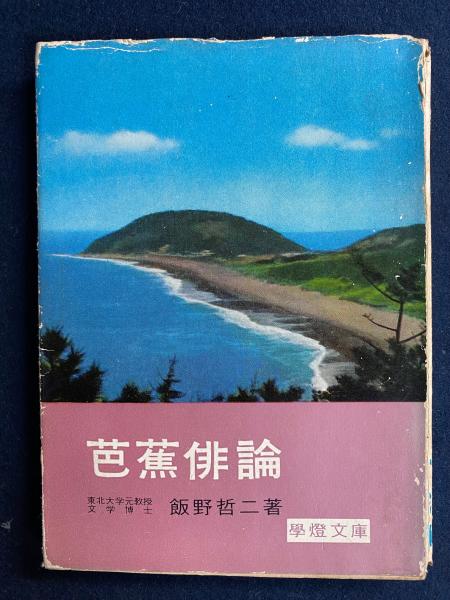 芭蕉俳論
東北大学元教授
文学博士
飯野哲二著
學燈文庫